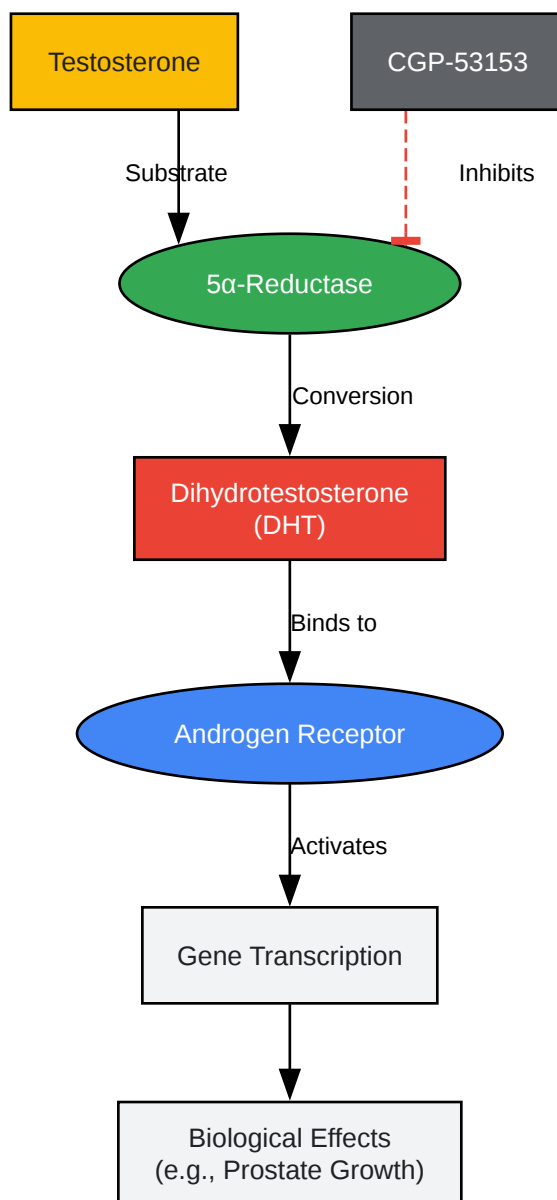 Testosterone
CGP-53153
Substrate
Inhibits
5α-Reductase
Conversion
Dihydrotestosterone
(DHT)
Binds to
Androgen Receptor
Activates
Gene Transcription
Biological Effects
(e.g., Prostate Growth)